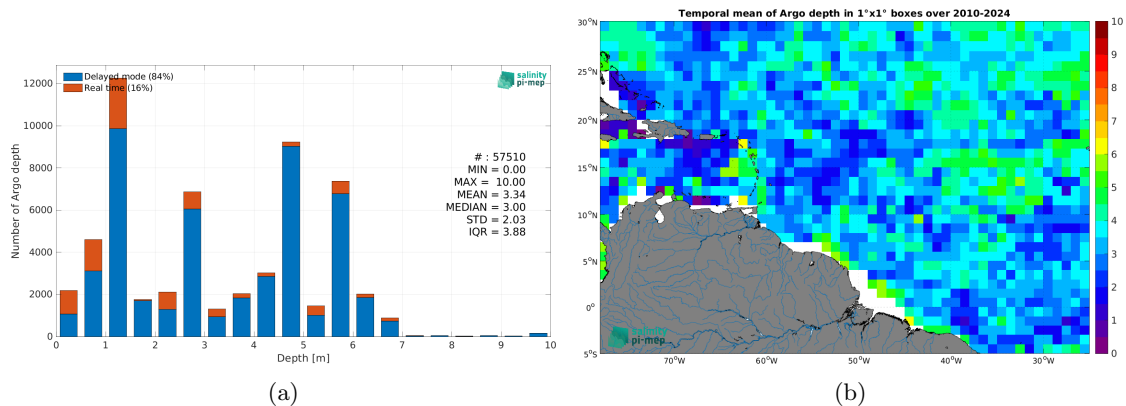 12000
10000
8000
6000
4000
2000
0
Number of Argo depth
Delayed mode (84%)
Real time (16%)
salinity
pi-mep
# : 57510
MIN = 0.00
MAX = 10.00
MEAN = 3.34
MEDIAN = 3.00
STD = 2.03
IQR = 3.88
0 1 2 3 4 5 6 7 8 9 10
Depth [m]
(a)
Temporal mean of Argo depth in 1°x1° boxes over 2010-2024
30°N
25°N
20°N
15°N
10°N
5°N
0°
5°S
70°W 60°W 50°W 40°W 30°W
salinity
pi-mep
10
9
8
7
6
5
4
3
2
1
0
(b)